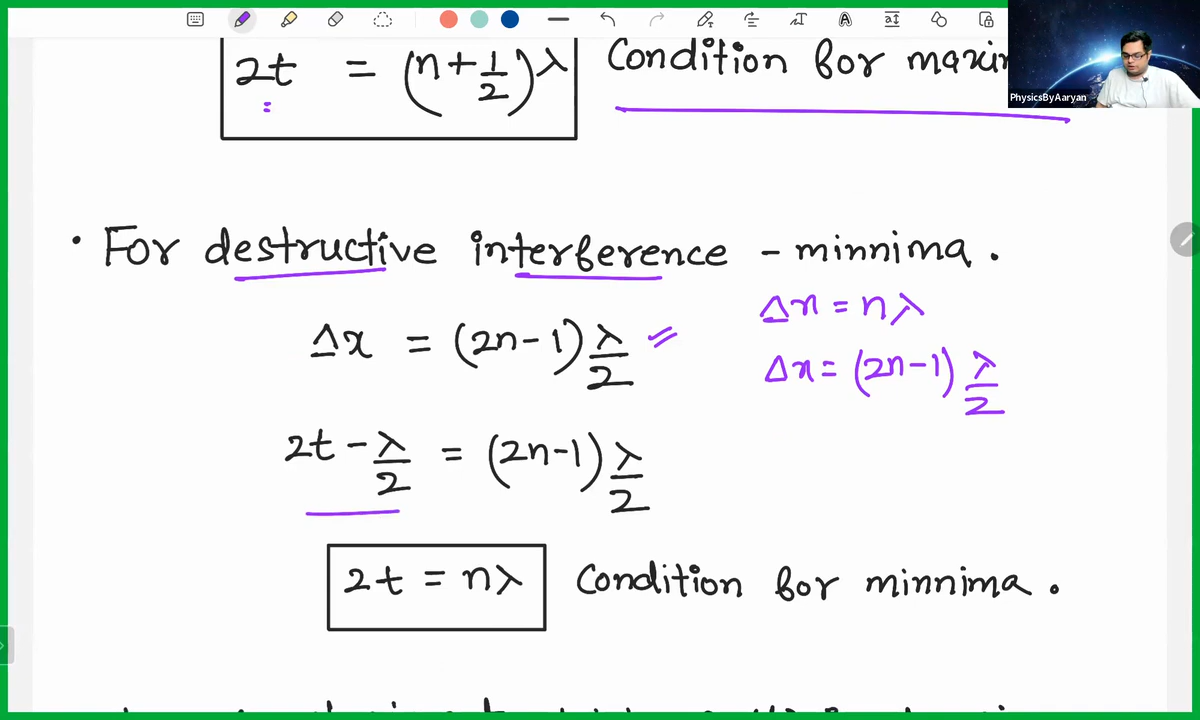 2t = (n + 1/2) λ Condition for maxim
PhysicsByAaryan
• For destructive interference - minnima.
Δx = nλ
Δx = (2n-1) λ/2
Δx = (2n-1) λ/2
2t - λ/2 = (2n-1) λ/2
2t = nλ Condition for minnima.